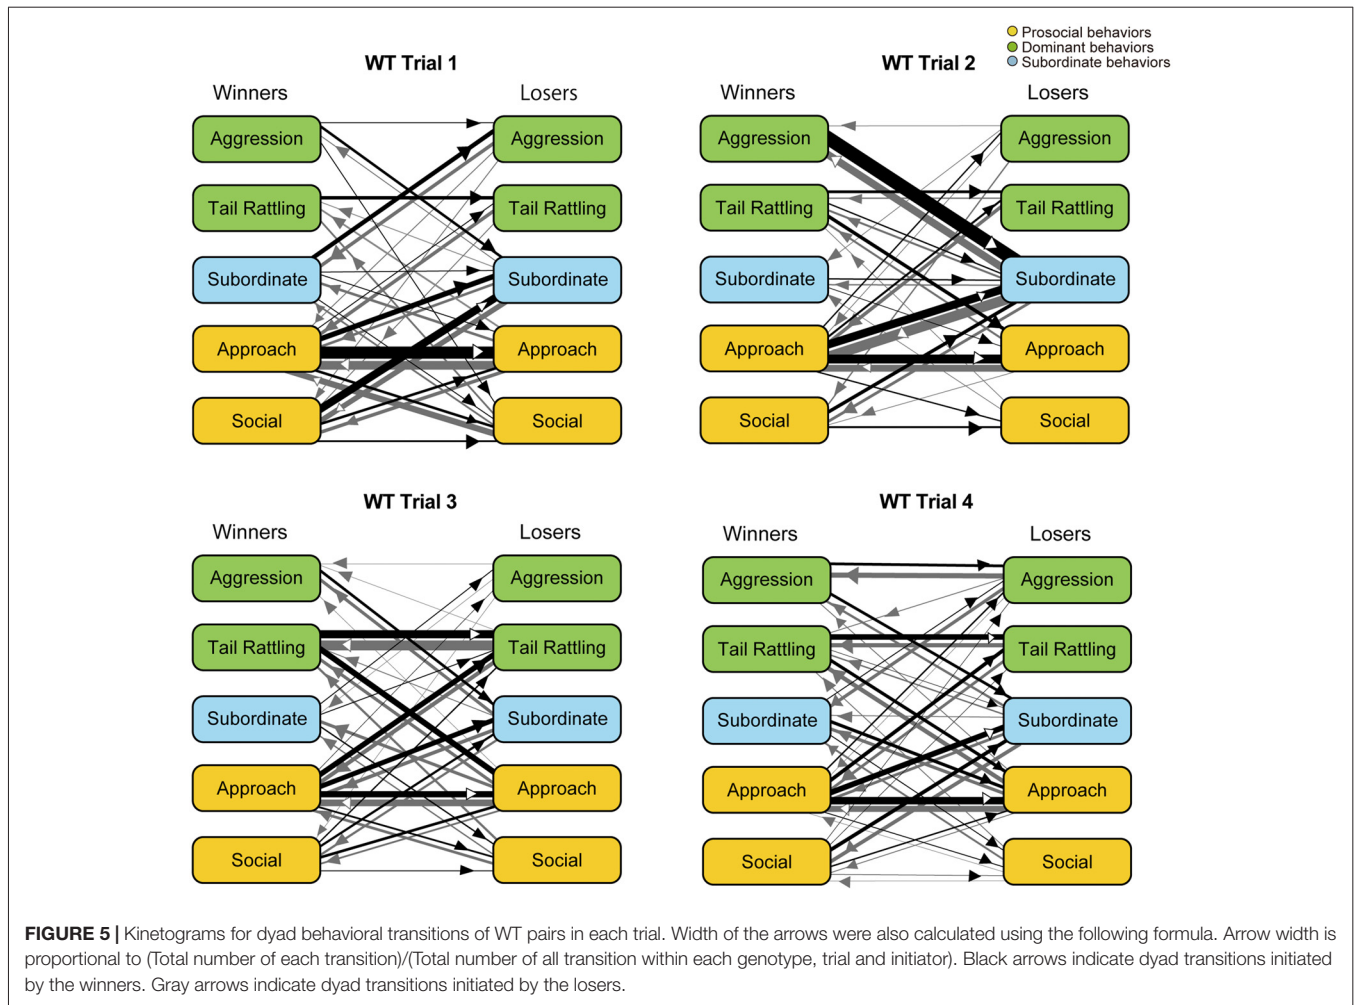 Prosocial behaviors
Dominant behaviors
Subordinate behaviors
WT Trial 1
Winners
Losers
Aggression
Aggression
Tail Rattling
Tail Rattling
Subordinate
Subordinate
Approach
Approach
Social
Social
WT Trial 2
Winners
Losers
Aggression
Aggression
Tail Rattling
Tail Rattling
Subordinate
Subordinate
Approach
Approach
Social
Social
WT Trial 3
Winners
Losers
Aggression
Aggression
Tail Rattling
Tail Rattling
Subordinate
Subordinate
Approach
Approach
Social
Social
WT Trial 4
Winners
Losers
Aggression
Aggression
Tail Rattling
Tail Rattling
Subordinate
Subordinate
Approach
Approach
Social
Social
FIGURE 5 | Kinetograms for dyad behavioral transitions of WT pairs in each trial. Width of the arrows were also calculated using the following formula. Arrow width is
proportional to (Total number of each transition)/(Total number of all transition within each genotype, trial and initiator). Black arrows indicate dyad transitions initiated
by the winners. Gray arrows indicate dyad transitions initiated by the losers.